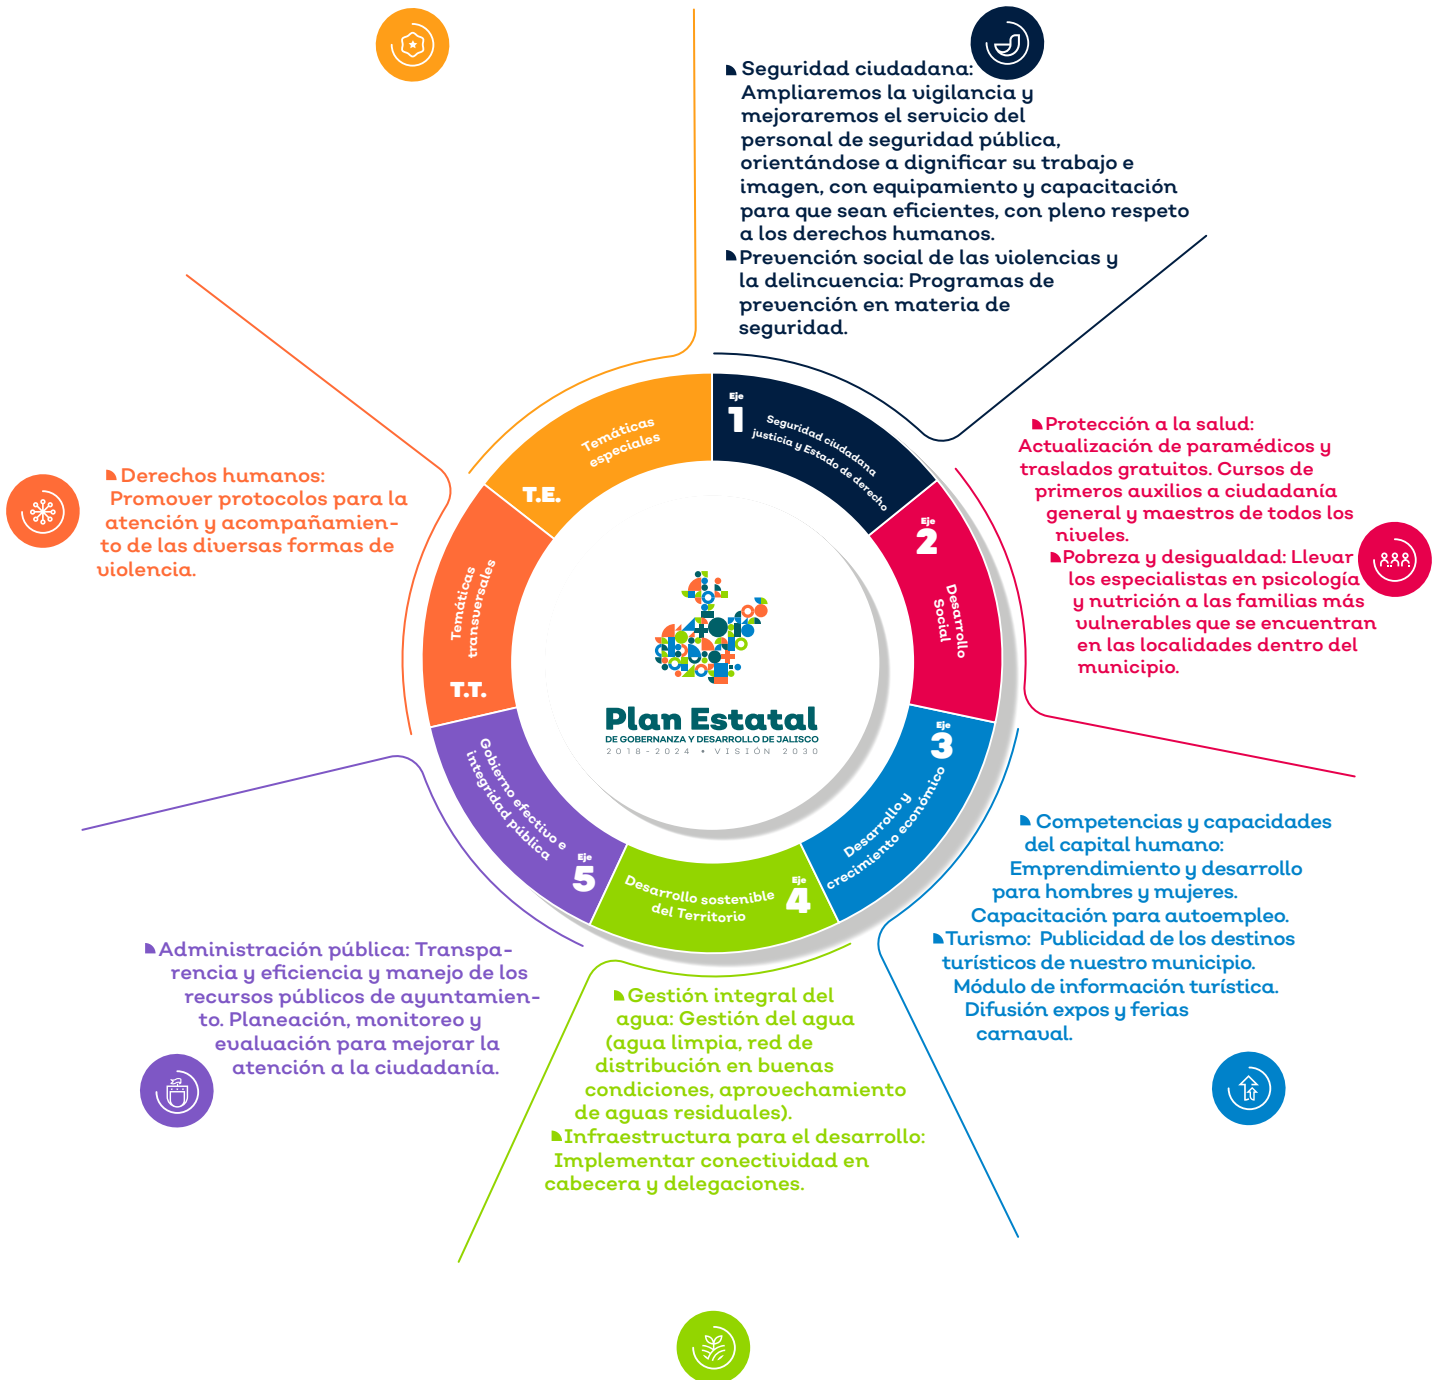 Seguridad ciudadana:
Ampliaremos la vigilancia y
mejoraremos el servicio del
personal de seguridad pública,
orientándose a dignificar su trabajo e
imagen, con equipamiento y capacitación
para que sean eficientes, con pleno respeto
a los derechos humanos.
Prevención social de las violencias y
la delincuencia: Programas de
prevención en materia de
seguridad.
Eje
1
Seguridad ciudadana
justicia y Estado de derecho
Protección a la salud:
Actualización de paramédicos y
traslados gratuitos. Cursos de
primeros auxilios a ciudadanía
general y maestros de todos los
niveles.
Pobreza y desigualdad: Llevar
los especialistas en psicología
y nutrición a las familias más
vulnerables que se encuentran
en las localidades dentro del
municipio.
Eje
2
Desarrollo
Social
Eje
3
Desarrollo y
crecimiento económico
Competencias y capacidades
del capital humano:
Emprendimiento y desarrollo
para hombres y mujeres.
Capacitación para autoempleo.
Turismo: Publicidad de los destinos
turísticos de nuestro municipio.
Módulo de información turística.
Difusión expos y ferias
carnaval.
Eje
4
Desarrollo sostenible
del Territorio
Gestión integral del
agua: Gestión del agua
(agua limpia, red de
distribución en buenas
condiciones, aprovechamiento
de aguas residuales).
Infraestructura para el desarrollo:
Implementar conectividad en
cabecera y delegaciones.
Eje
5
Gobierno efectivo e
integridad pública
Administración pública: Transpa-
rencia y eficiencia y manejo de los
recursos públicos de ayuntamien-
to. Planeación, monitoreo y
evaluación para mejorar la
atención a la ciudadanía.
T.T.
Temáticas
transversales
Derechos humanos:
Promover protocolos para la
atención y acompañamien-
to de las diversas formas de
violencia.
T.E.
Temáticas
especiales
Plan Estatal
DE GOBERNANZA Y DESARROLLO DE JALISCO
2018-2024 • VISIÓN 2030